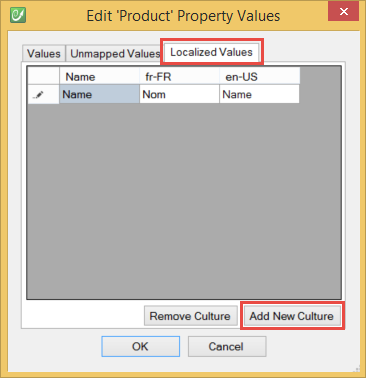 Edit 'Product' Property Values
Values Unmapped Values Localized Values
Name fr-FR en-US
Name Nom Name
Remove Culture Add New Culture
OK Cancel